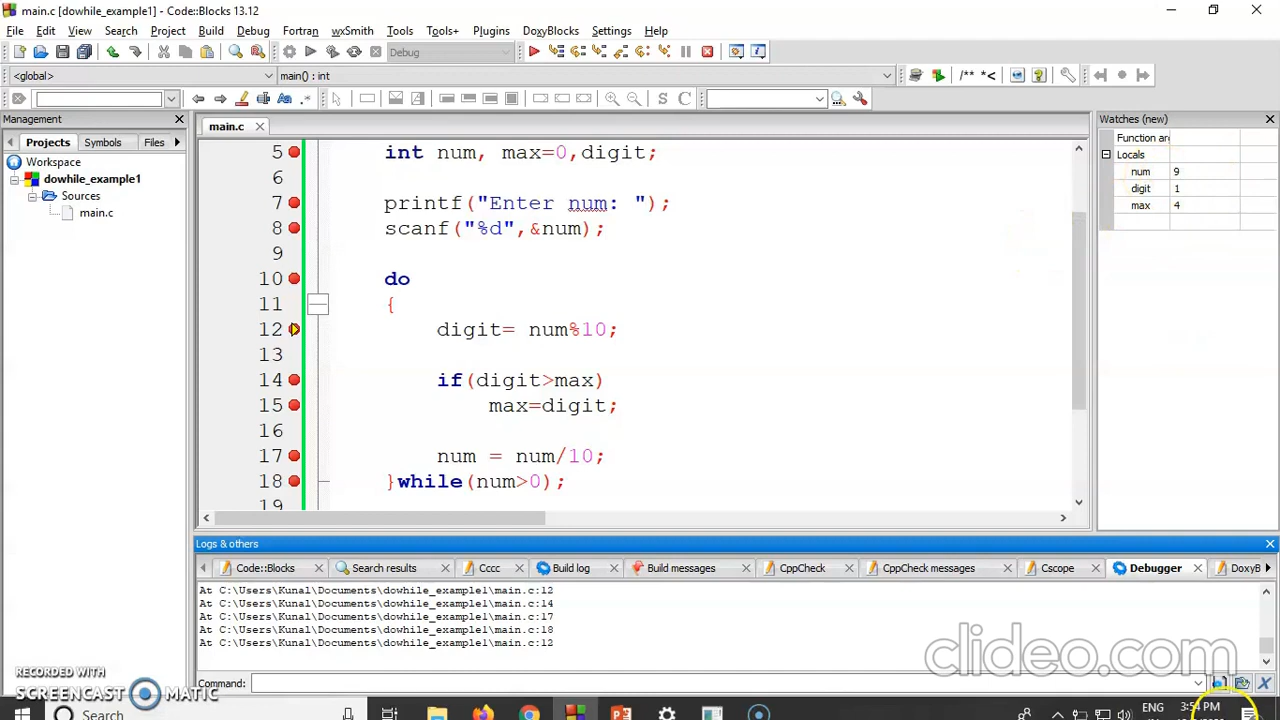 main.c [dowhile_example1] - Code::Blocks 13.12
File Edit View Search Project Build Debug Fortran wxSmith Tools Tools+ Plugins DoxyBlocks Settings Help
Debug
<global>
main() : int
/** *<
Aa .*
S C
Management
Projects Symbols Files
Workspace
dowhile_example1
Sources
main.c
main.c
5 int num, max=0,digit;
6
7 printf("Enter num: ");
8 scanf("%d",&num);
9
10 do
11 {
12 digit= num%10;
13
14 if(digit>max)
15 max=digit;
16
17 num = num/10;
18 }while(num>0);
19
Watches (new)
Function ar
Locals
num 9
digit 1
max 4
Logs & others
Code::Blocks Search results Cccc Build log Build messages CppCheck CppCheck messages Cscope Debugger DoxyB
At C:\Users\Kunal\Documents\dowhile_example1\main.c:12
At C:\Users\Kunal\Documents\dowhile_example1\main.c:14
At C:\Users\Kunal\Documents\dowhile_example1\main.c:17
At C:\Users\Kunal\Documents\dowhile_example1\main.c:18
At C:\Users\Kunal\Documents\dowhile_example1\main.c:12
Command:
clideo.com
RECORDED WITH
SCREENCAST MATIC
Search
ENG 3:54 PM